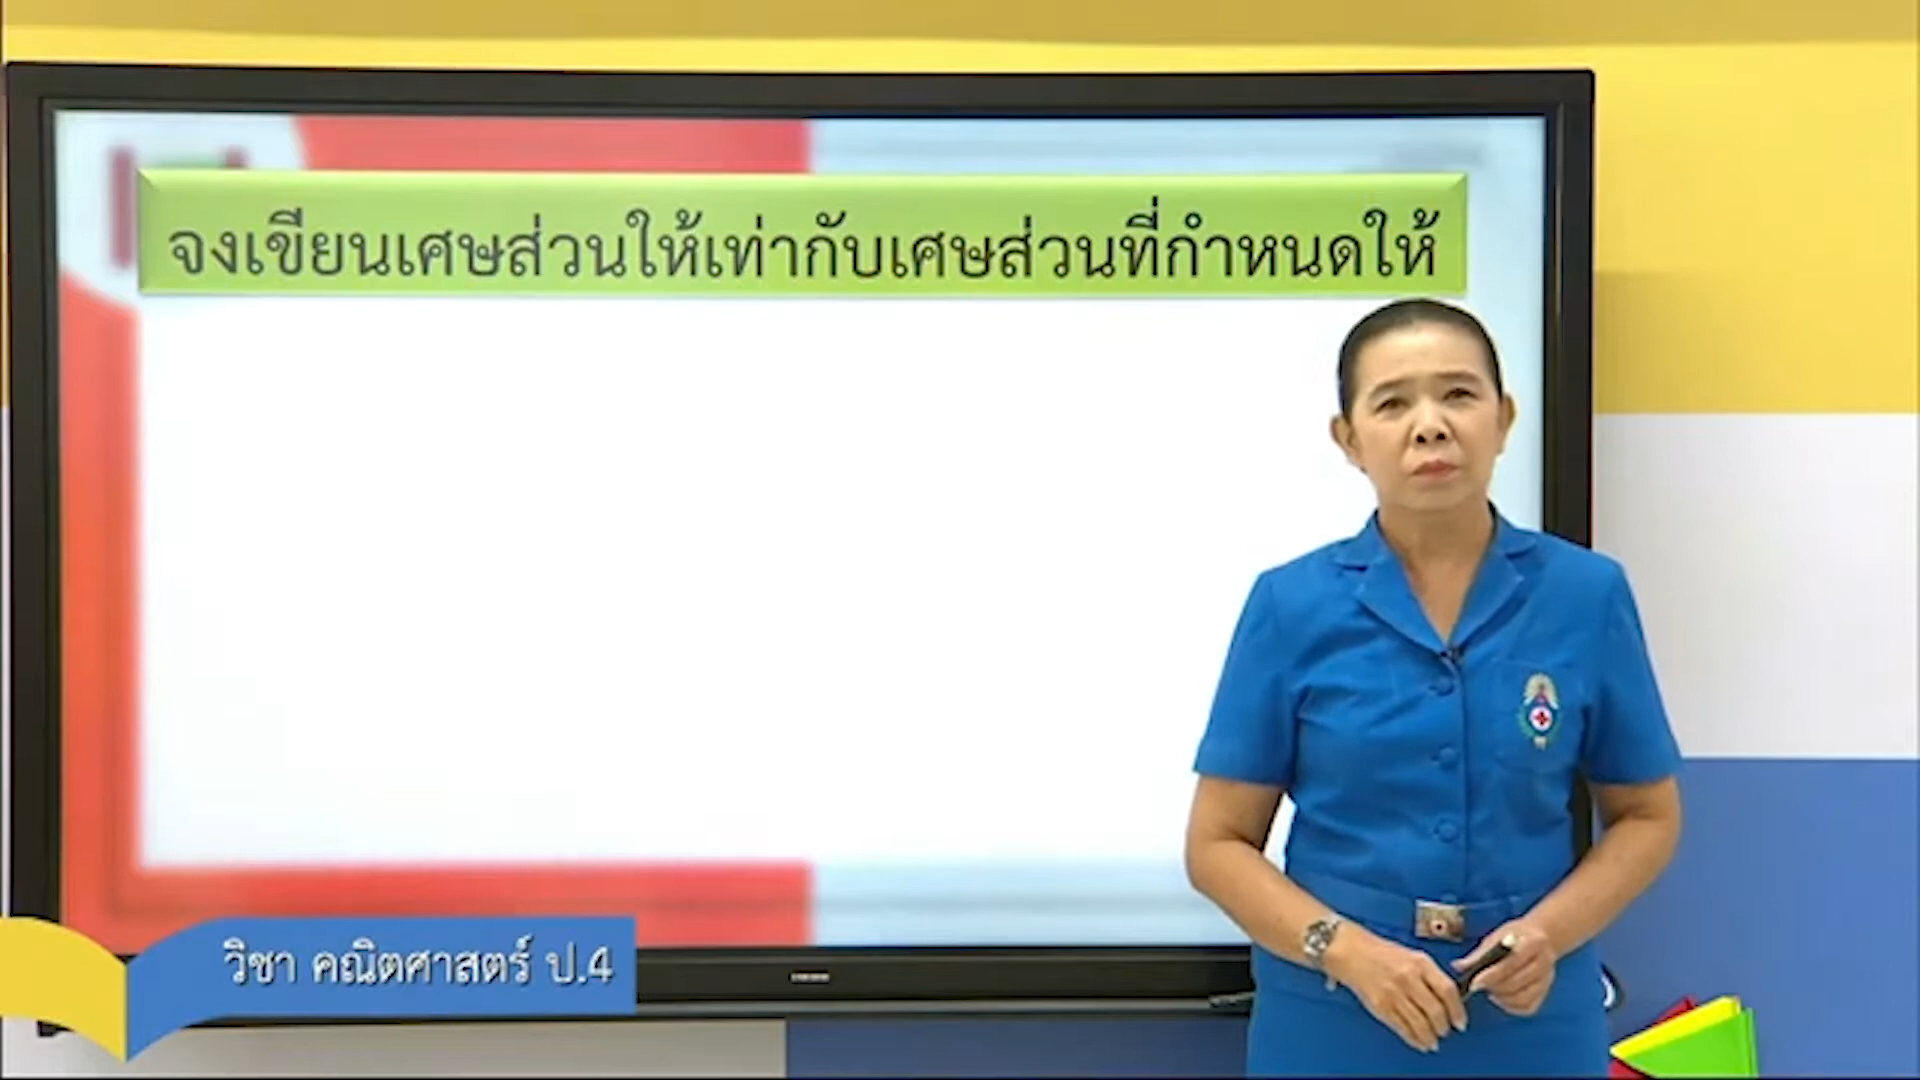 จงเขียนเศษส่วนให้เท่ากับเศษส่วนที่กำหนดให้
วิชา คณิตศาสตร์ ป.4